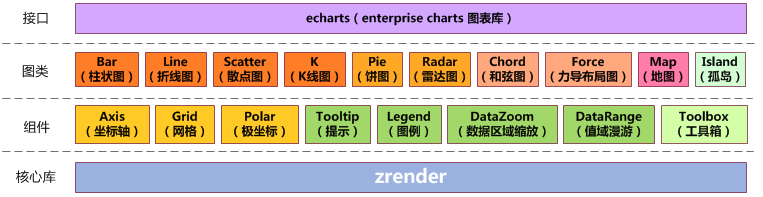 接口
echarts（enterprise charts 图表库）
图类
Bar
（柱状图）
Line
（折线图）
Scatter
（散点图）
K
（K线图）
Pie
（饼图）
Radar
（雷达图）
Chord
（和弦图）
Force
（力导布局图）
Map
（地图）
Island
（孤岛）
组件
Axis
（坐标轴）
Grid
（网格）
Polar
（极坐标）
Tooltip
（提示）
Legend
（图例）
DataZoom
（数据区域缩放）
DataRange
（值域漫游）
Toolbox
（工具箱）
核心库
zrender